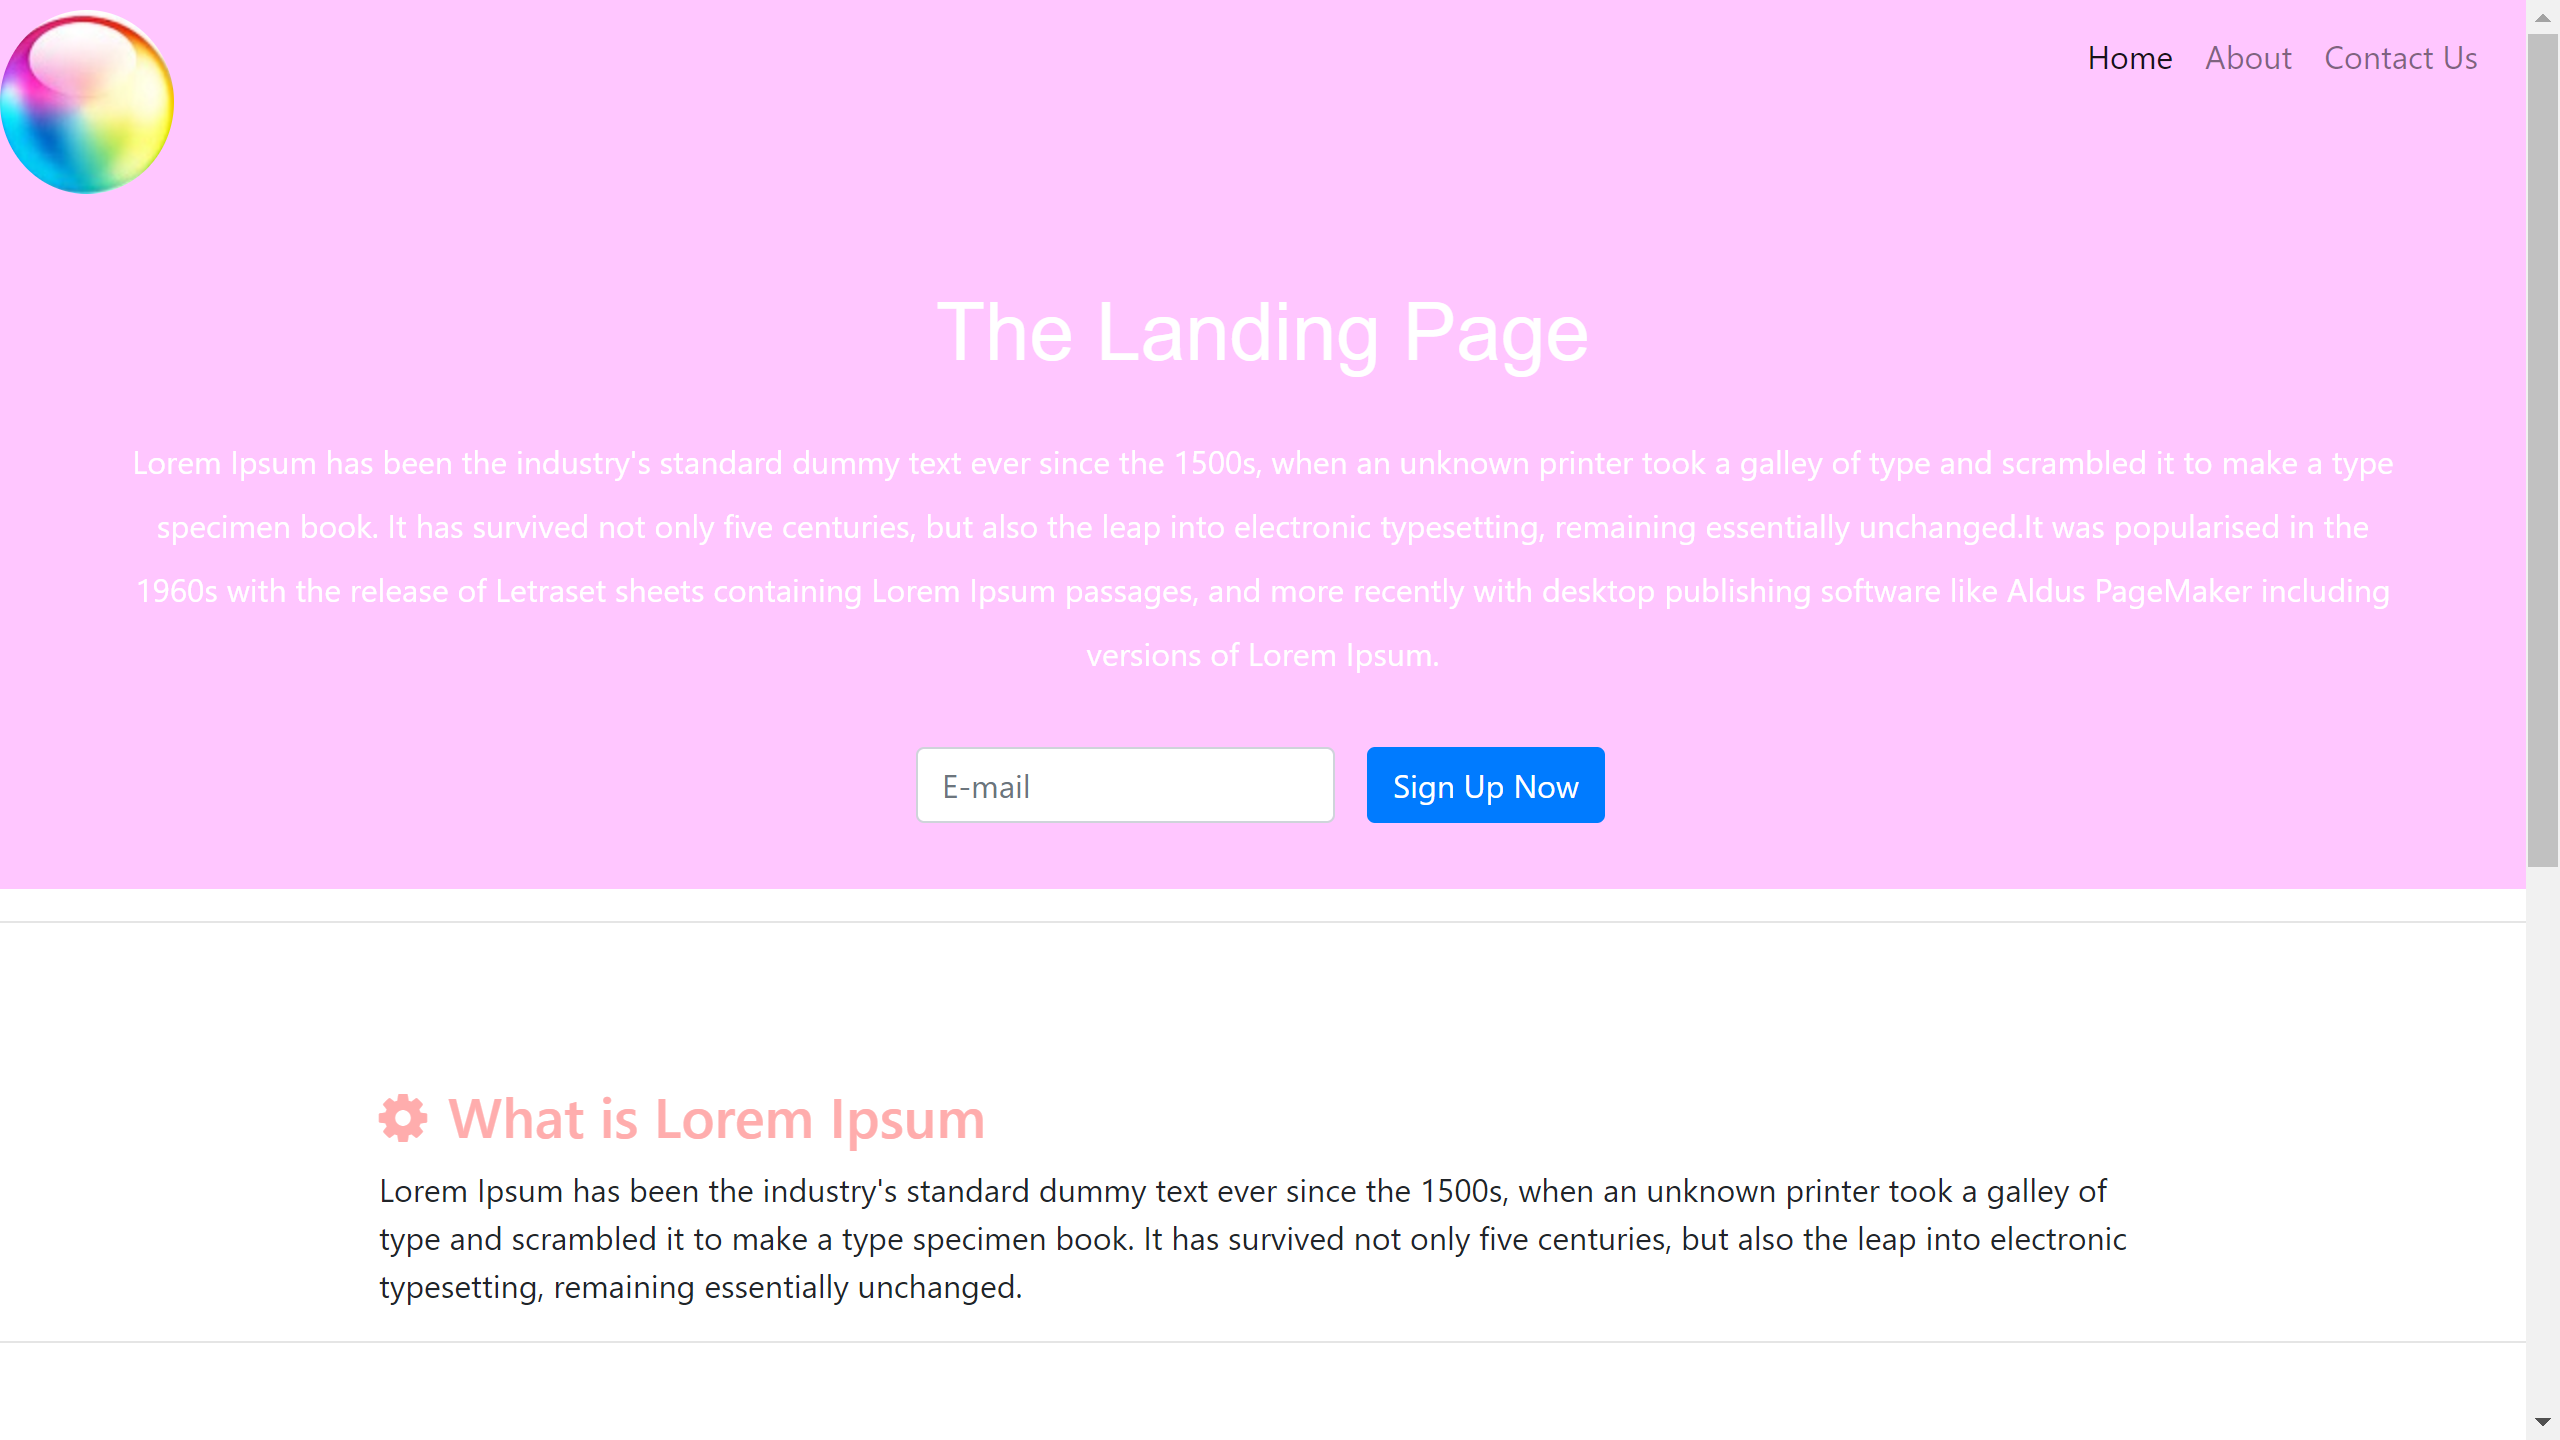 Home About Contact Us
The Landing Page
Lorem Ipsum has been the industry's standard dummy text ever since the 1500s, when an unknown printer took a galley of type and scrambled it to make a type
specimen book. It has survived not only five centuries, but also the leap into electronic typesetting, remaining essentially unchanged.It was popularised in the
1960s with the release of Letraset sheets containing Lorem Ipsum passages, and more recently with desktop publishing software like Aldus PageMaker including
versions of Lorem Ipsum.
E-mail Sign Up Now
What is Lorem Ipsum
Lorem Ipsum has been the industry's standard dummy text ever since the 1500s, when an unknown printer took a galley of
type and scrambled it to make a type specimen book. It has survived not only five centuries, but also the leap into electronic
typesetting, remaining essentially unchanged.